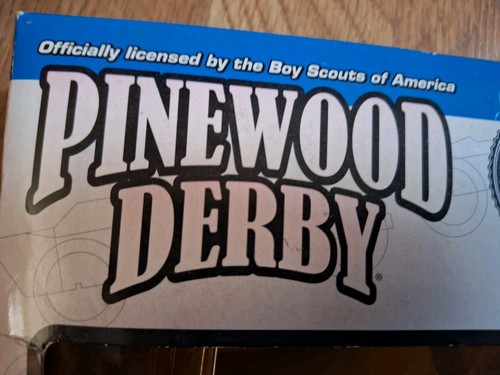 Officially licensed by the Boy Scouts of America
PINEWOOD
DERBY®